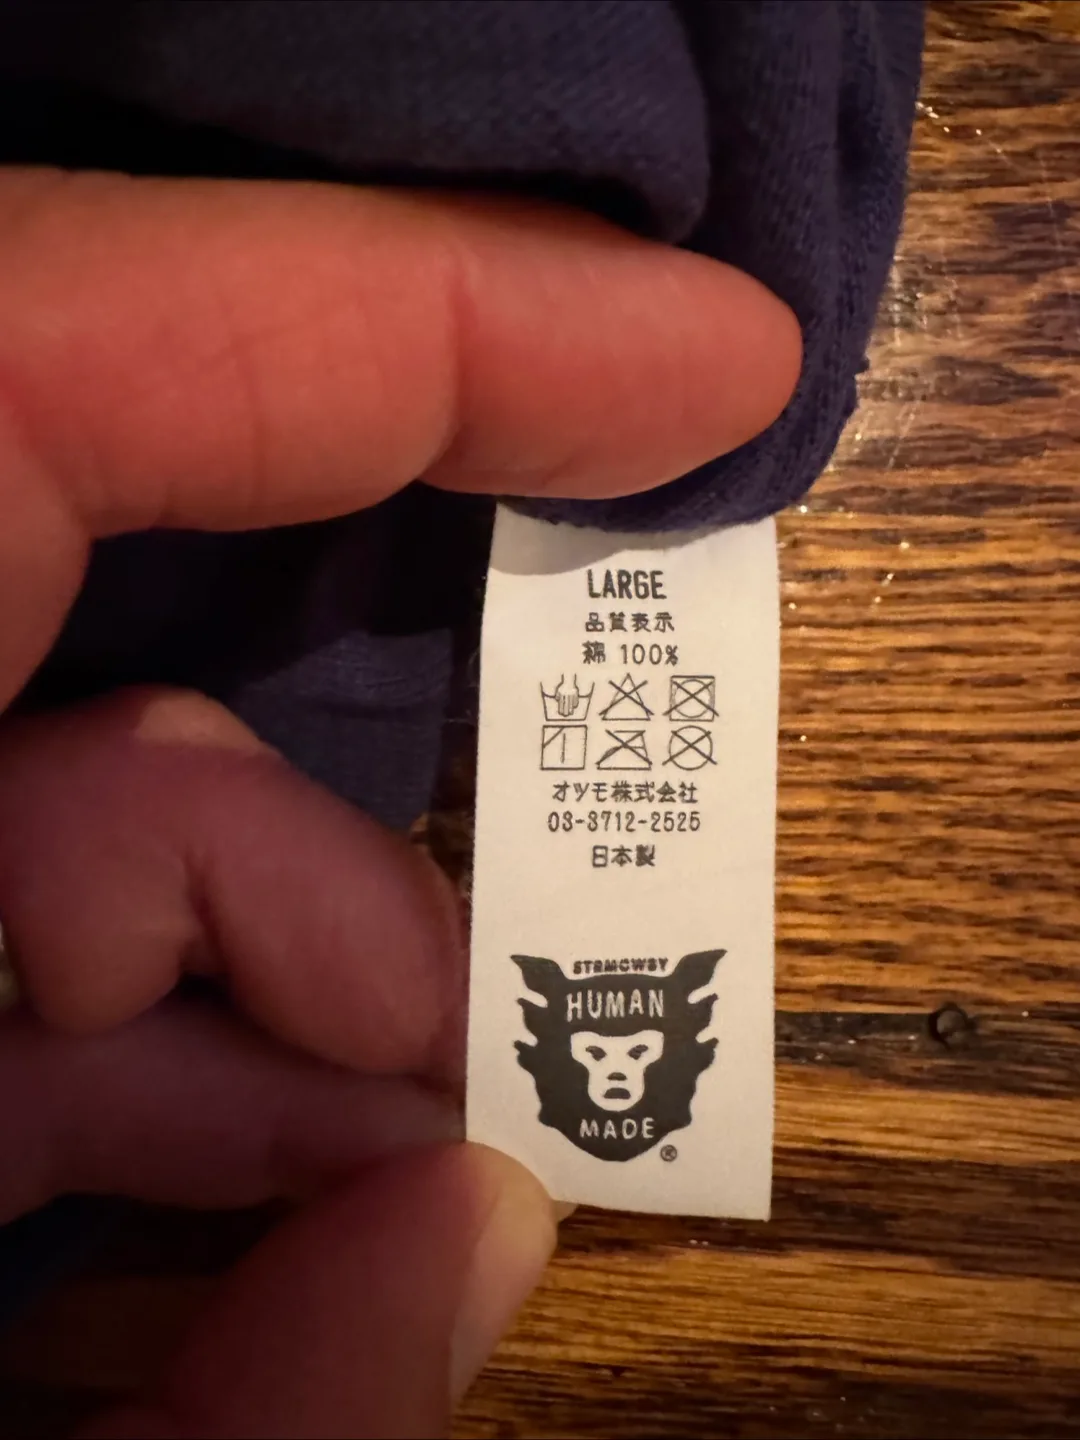 LARGE
品質表示
綿 100%
オツモ株式会社
03-3712-2525
日本製
STRMCWBY
HUMAN
MADE
®